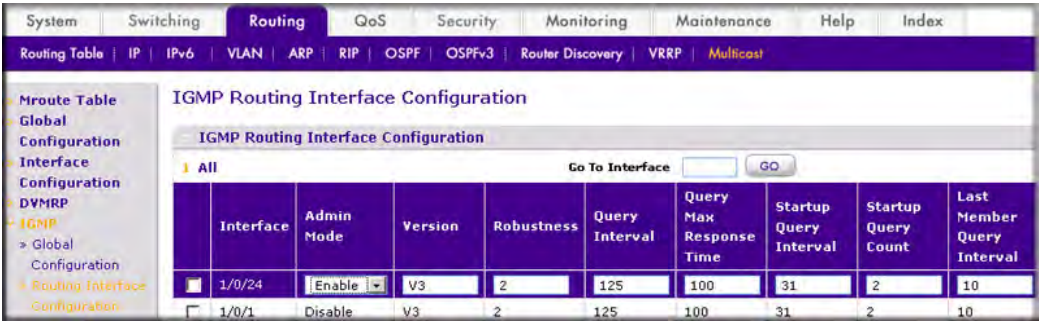 System Switching Routing QoS Security Monitoring Maintenance Help Index
Routing Table | IP | IPv6 | VLAN | ARP | RIP | OSPF | OSPFv3 | Router Discovery | VRRP | Multicast
Mroute Table
Global
Configuration
Interface
Configuration
DVMRP
IGMP
» Global
Configuration
» Routing Interface
Configuration
IGMP Routing Interface Configuration
IGMP Routing Interface Configuration
All
Go To Interface GO
Interface
Admin
Mode
Version
Robustness
Query
Interval
Query
Max
Response
Time
Startup
Query
Interval
Startup
Query
Count
Last
Member
Query
Interval
1/0/24 Enable V3 2 125 100 31 2 10
1/0/1 Disable V3 2 125 100 31 2 10